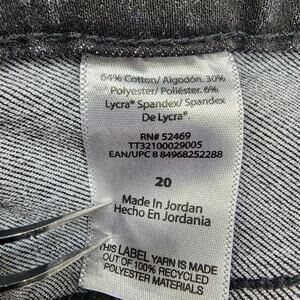 64% Cotton/ Algodón. 30%
Polyester/ Poliéster. 6%
Lycra® Spandex/ Spandex
De Lycra®.
RN# 52469
TT32100029005
EAN/UPC 8 84968252288
20
Made In Jordan
Hecho En Jordania
THIS LABEL YARN IS MADE
OUT OF 100% RECYCLED
POLYESTER MATERIALS